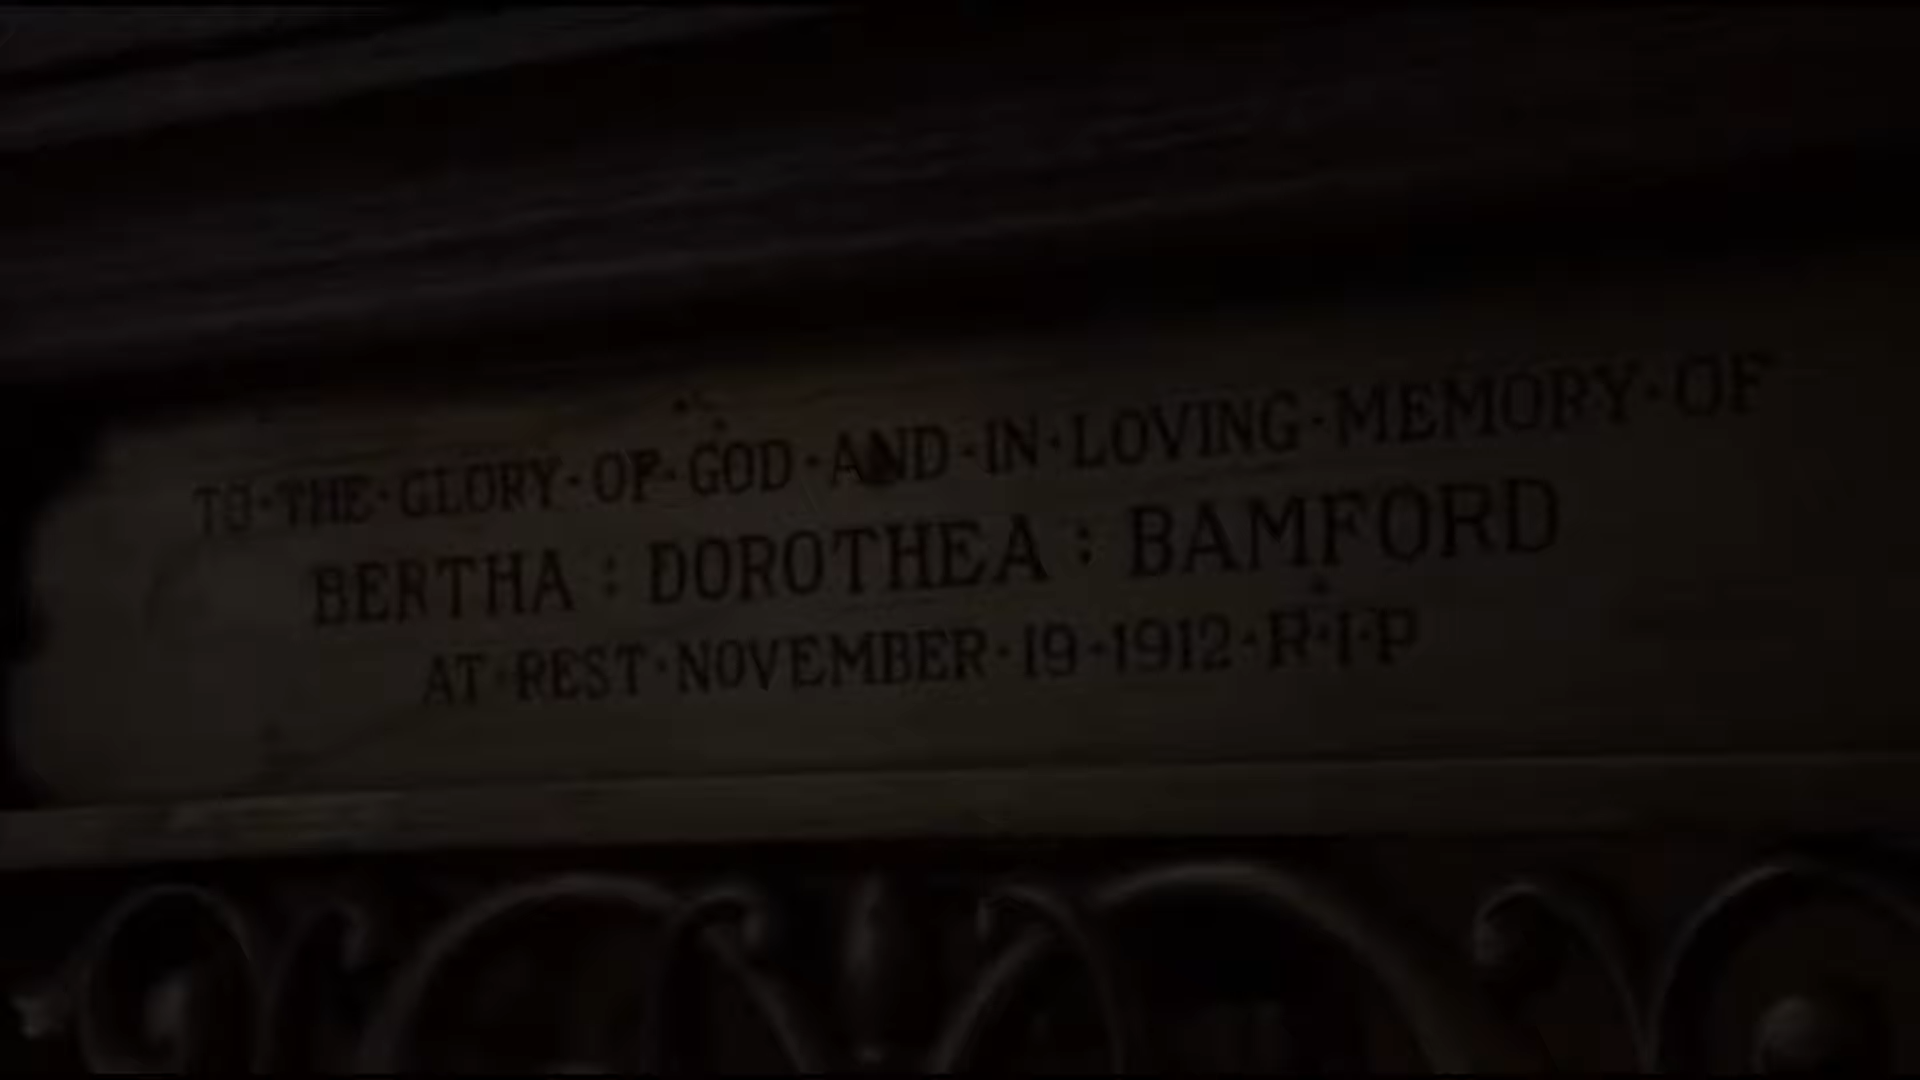 TO·THE·GLORY·OF·GOD·AND·IN·LOVING·MEMORY·OF
BERTHA : DOROTHEA : BAMFORD
AT·REST·NOVEMBER·19·1912·R·I·P